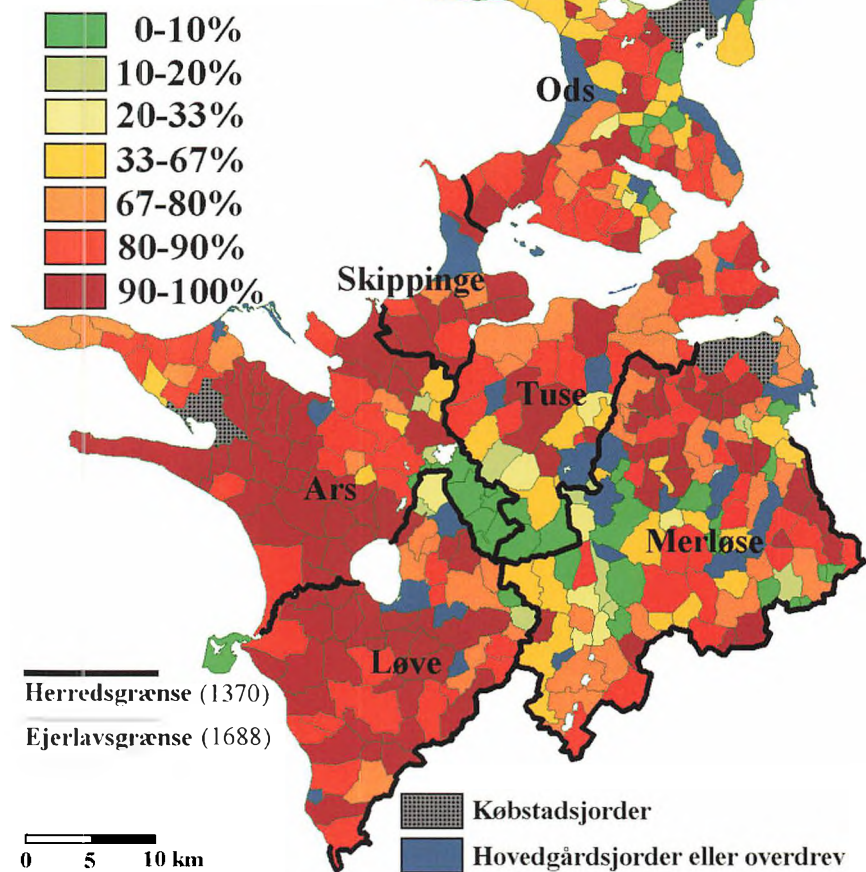 0-10%
10-20%
20-33%
33-67%
67-80%
80-90%
90-100%
Ods
Skippinge
Tuse
Ars
Merløse
Løve
Herredsgrænse (1370)
Ejerlavsgrænse (1688)
Købstadsjorder
Hovedgårdsjorder eller overdrev
0 5 10 km